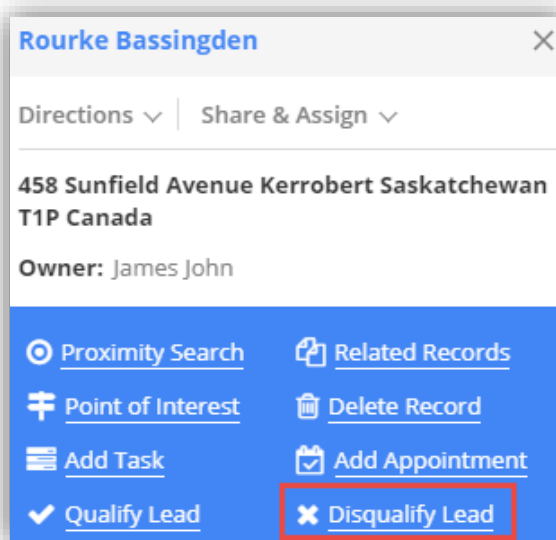 Rourke Bassingden
Directions Share & Assign
458 Sunfield Avenue Kerrobert Saskatchewan
T1P Canada
Owner: James John
Proximity Search Related Records
Point of Interest Delete Record
Add Task Add Appointment
Qualify Lead Disqualify Lead